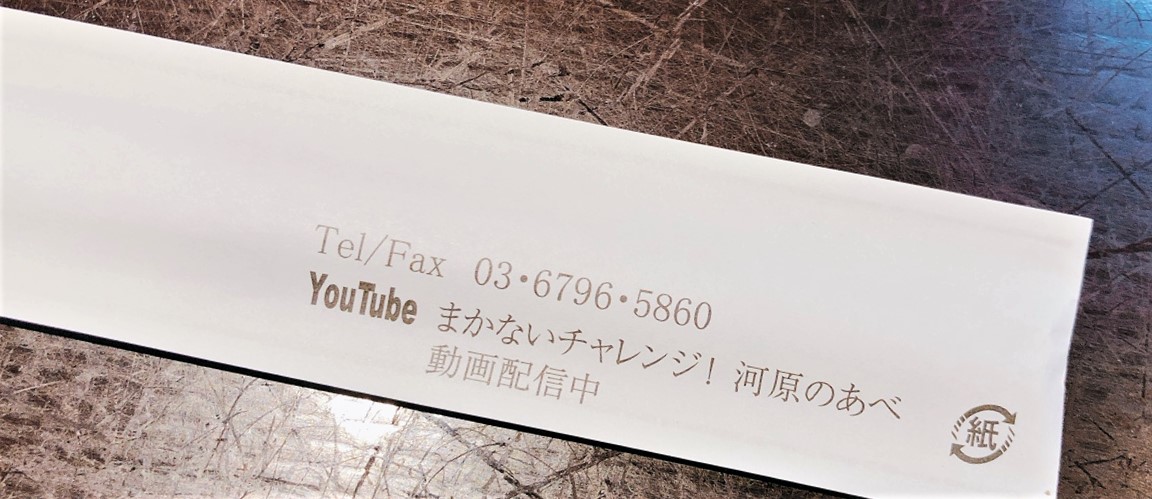 Tel/Fax 03・6796・5860
YouTube まかないチャレンジ! 河原のあべ
動画配信中
紙